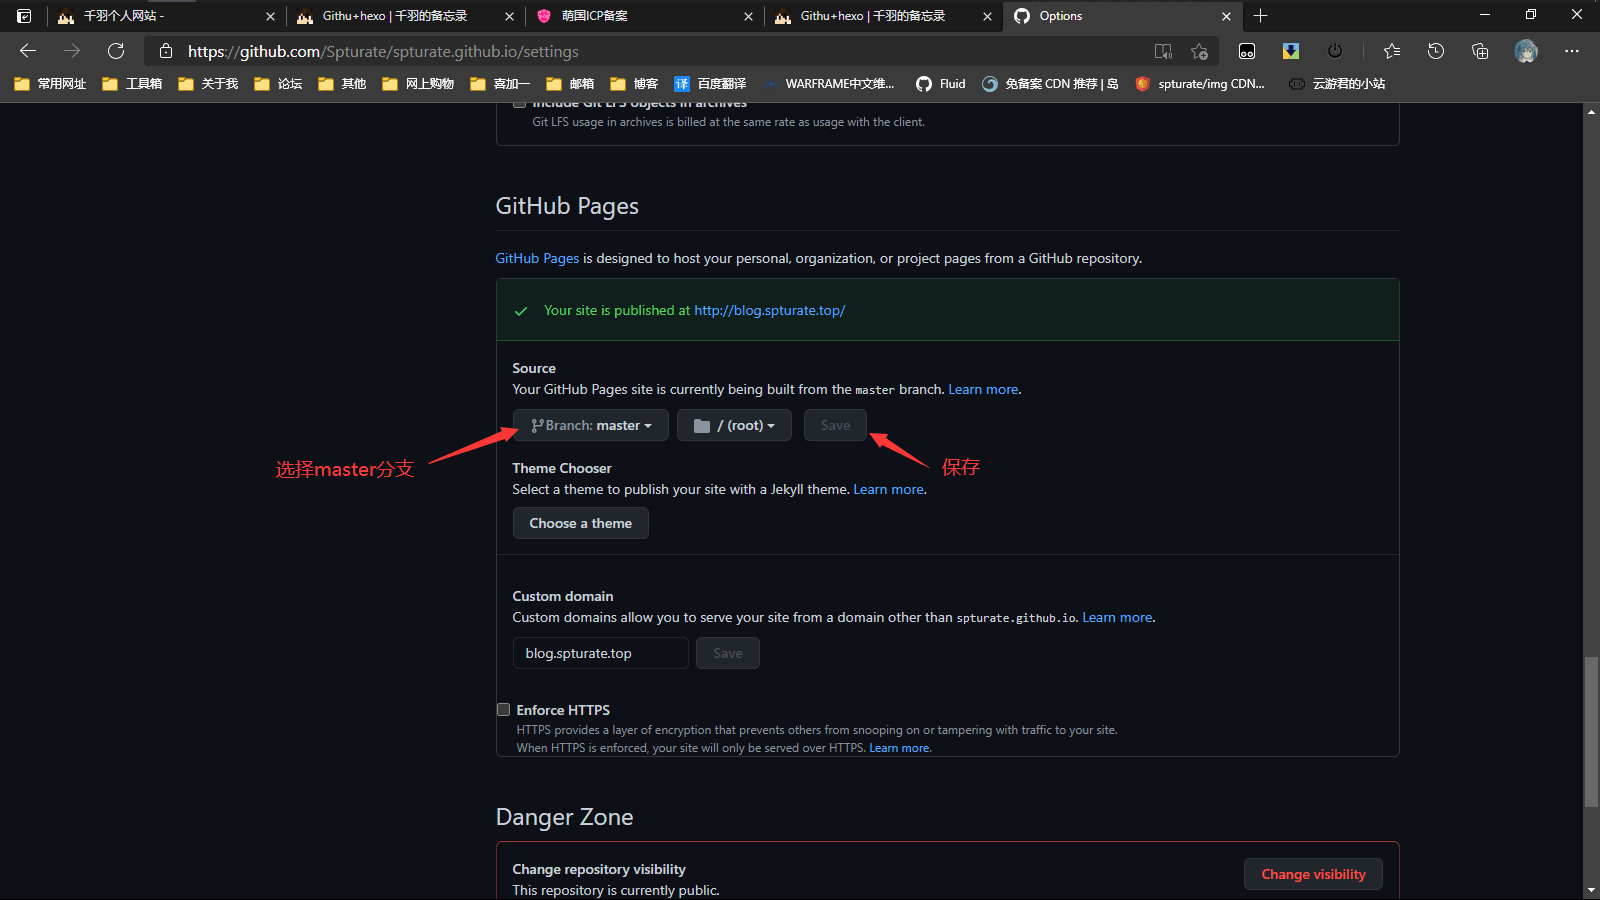 千羽个人网站 -
Githu+hexo | 千羽的备忘录
萌国ICP备案
Githu+hexo | 千羽的备忘录
Options
https://github.com/Spturate/spturate.github.io/settings
常用网址
工具箱
关于我
论坛
其他
网上购物
喜加一
邮箱
博客
译 百度翻译
WARFRAME中文维...
Fluid
免备案 CDN 推荐 | 岛
spturate/img CDN...
云游君的小站
Include Git LFS objects in archives
Git LFS usage in archives is billed at the same rate as usage with the client.
GitHub Pages
GitHub Pages is designed to host your personal, organization, or project pages from a GitHub repository.
Your site is published at http://blog.spturate.top/
Source
Your GitHub Pages site is currently being built from the master branch. Learn more.
Branch: master
/ (root)
Save
选择master分支
保存
Theme Chooser
Select a theme to publish your site with a Jekyll theme. Learn more.
Choose a theme
Custom domain
Custom domains allow you to serve your site from a domain other than spturate.github.io. Learn more.
blog.spturate.top
Save
Enforce HTTPS
HTTPS provides a layer of encryption that prevents others from snooping on or tampering with traffic to your site.
When HTTPS is enforced, your site will only be served over HTTPS. Learn more.
Danger Zone
Change repository visibility
This repository is currently public.
Change visibility